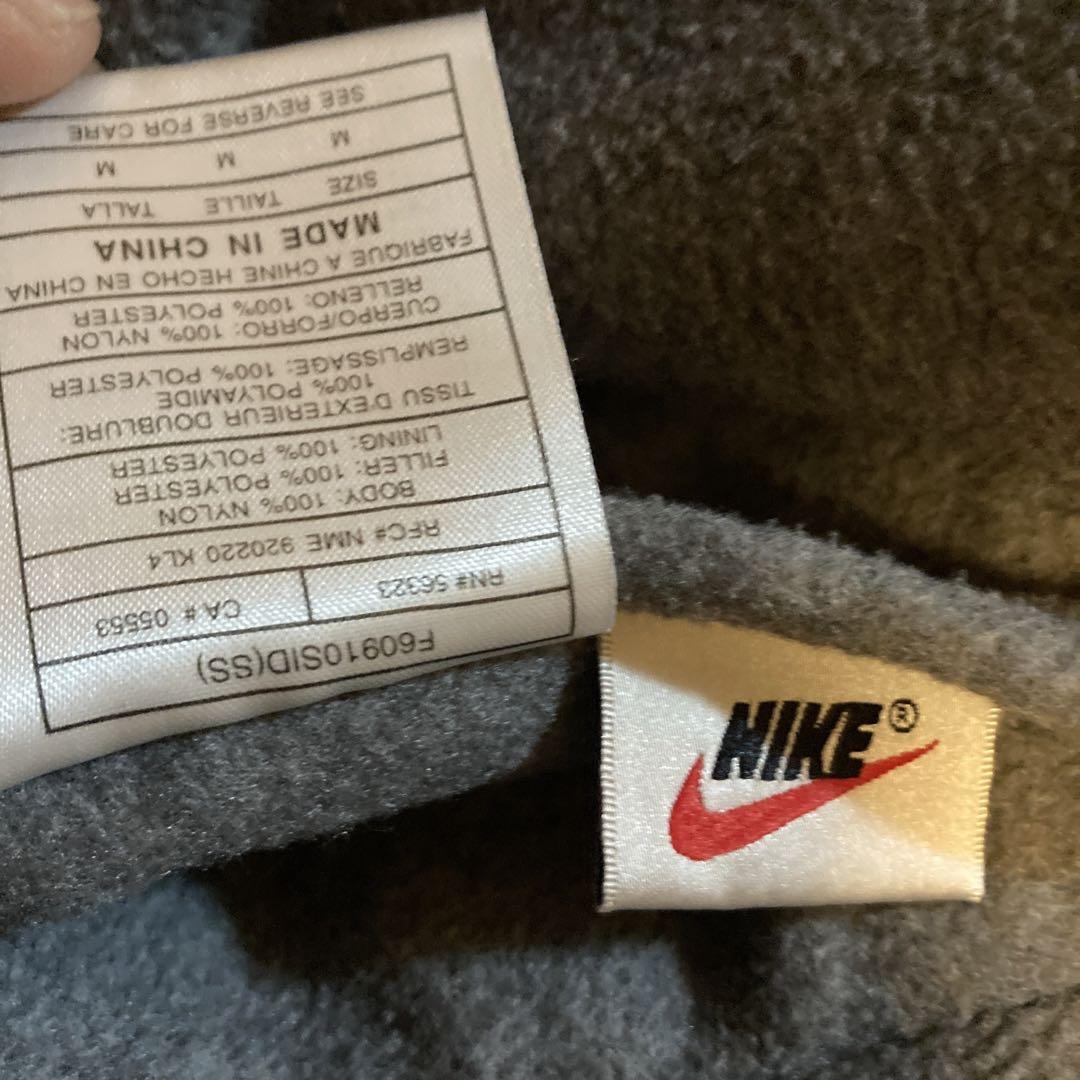 F60910SID(SS)
RN# 56323 CA # 05553
RFC# NME 920220 KL4
BODY: 100% NYLON
FILLER: 100% POLYESTER
LINING: 100% POLYESTER
TISSU D'EXTERIEUR DOUBLURE:
100% POLYAMIDE
REMPLISSAGE: 100% POLYESTER
CUERPO/FORRO: 100% NYLON
RELLENO: 100% POLYESTER
FABRIQUE A CHINE HECHO EN CHINA
MADE IN CHINA
SIZE TAILLE TALLA
M M M
SEE REVERSE FOR CARE
NIKE®